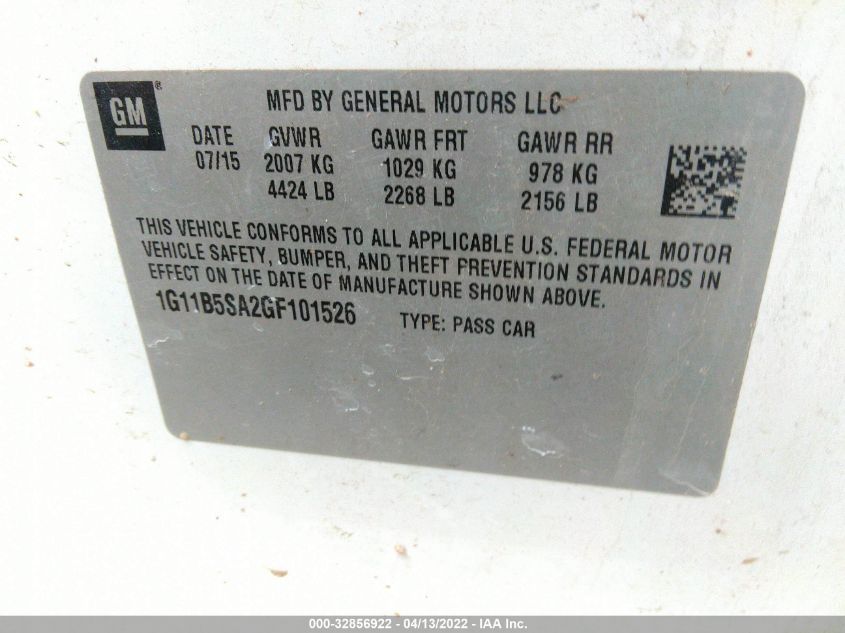 GM®
MFD BY GENERAL MOTORS LLC
DATE GVWR GAWR FRT GAWR RR
07/15 2007 KG 1029 KG 978 KG
4424 LB 2268 LB 2156 LB
THIS VEHICLE CONFORMS TO ALL APPLICABLE U.S. FEDERAL MOTOR
VEHICLE SAFETY, BUMPER, AND THEFT PREVENTION STANDARDS IN
EFFECT ON THE DATE OF MANUFACTURE SHOWN ABOVE.
1G11B5SA2GF101526 TYPE: PASS CAR
000-32856922 - 04/13/2022 - IAA Inc.